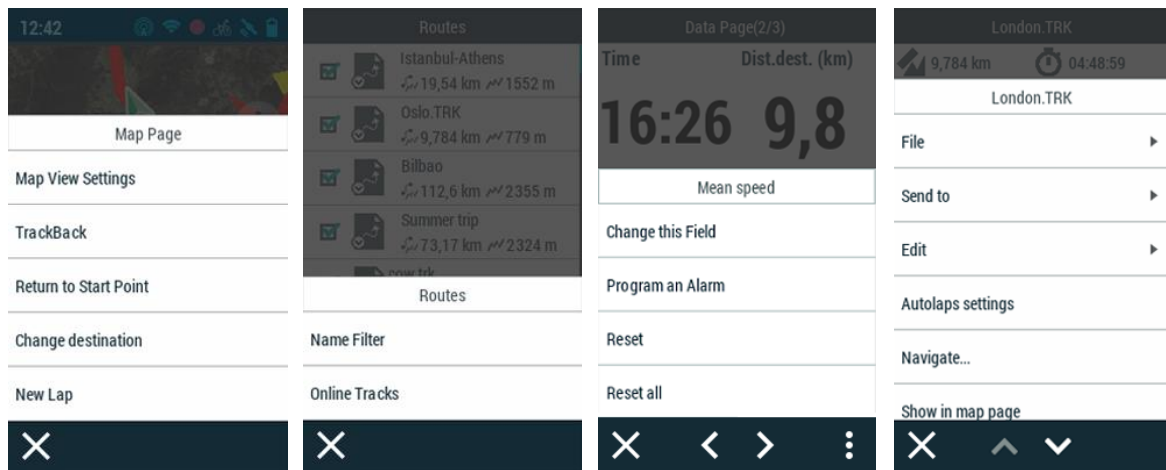 12:42
Map Page
Map View Settings
TrackBack
Return to Start Point
Change destination
New Lap
Routes
Istanbul-Athens
19,54 km 1552 m
Oslo.TRK
9,784 km 779 m
Bilbao
112,6 km 2355 m
Summer trip
73,17 km 2324 m
cow.trk
Routes
Name Filter
Online Tracks
Data Page(2/3)
Time Dist.dest. (km)
16:26 9,8
Mean speed
Change this Field
Program an Alarm
Reset
Reset all
London.TRK
9,784 km 04:48:59
London.TRK
File
Send to
Edit
Autolaps settings
Navigate...
Show in map page